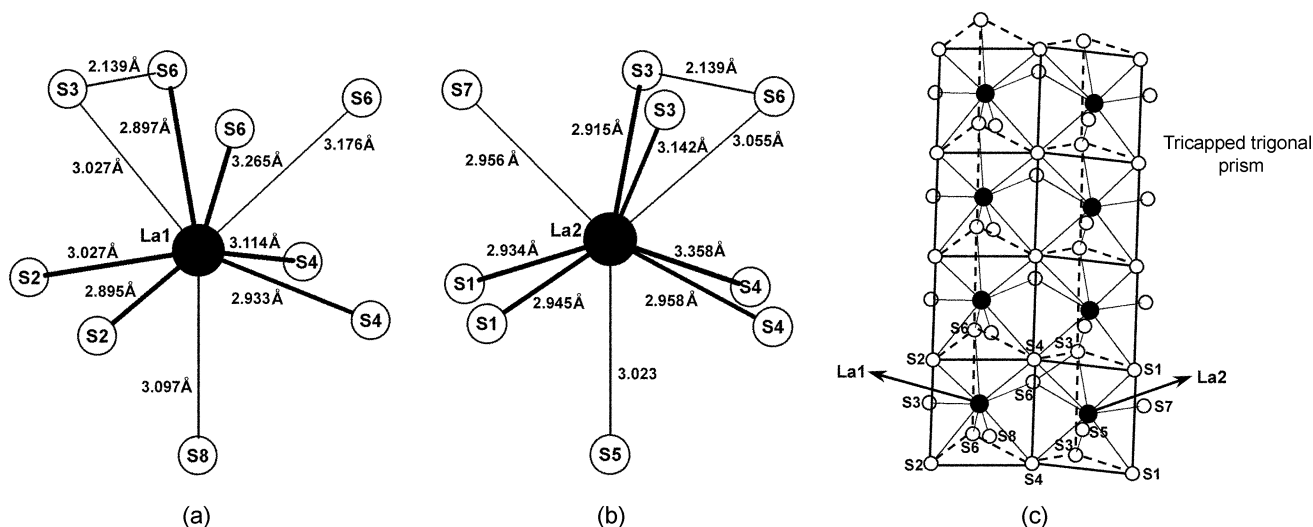 2.139Å
S3
S6
S6
S6
2.897Å
3.265Å
3.176Å
3.027Å
La1
3.027Å
3.114Å
S4
S2
2.895Å
2.933Å
S2
S4
3.097Å
S8
(a)
S3
2.139Å
S7
S6
S3
2.915Å
3.142Å
3.055Å
2.956Å
La2
2.934Å
3.358Å
S1
S4
S1
2.945Å
2.958Å
S4
3.023
S5
(b)
Tricapped trigonal
prism
S6
S4
S3
S2
S1
La1
La2
S6
S3
S7
S5
S6
S8
S3
S2
S4
S1
(c)